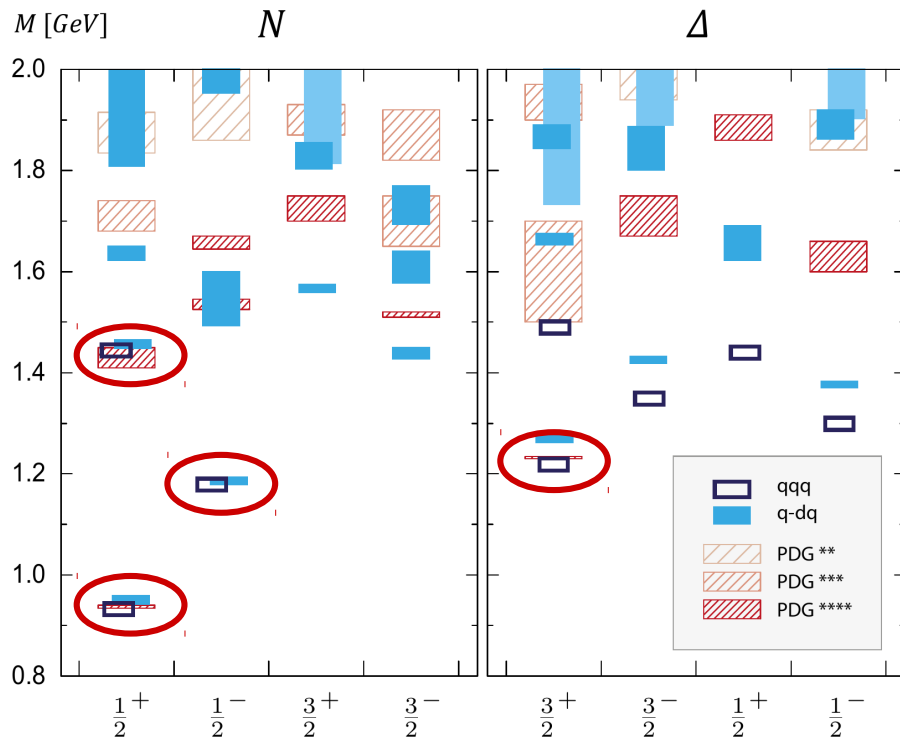 M [GeV] N Δ
2.0
1.8
1.6
1.4
1.2
1.0
0.8
qqq
q-dq
PDG **
PDG ***
PDG ****
1/2+ 1/2− 3/2+ 3/2− 3/2+ 3/2− 1/2+ 1/2−